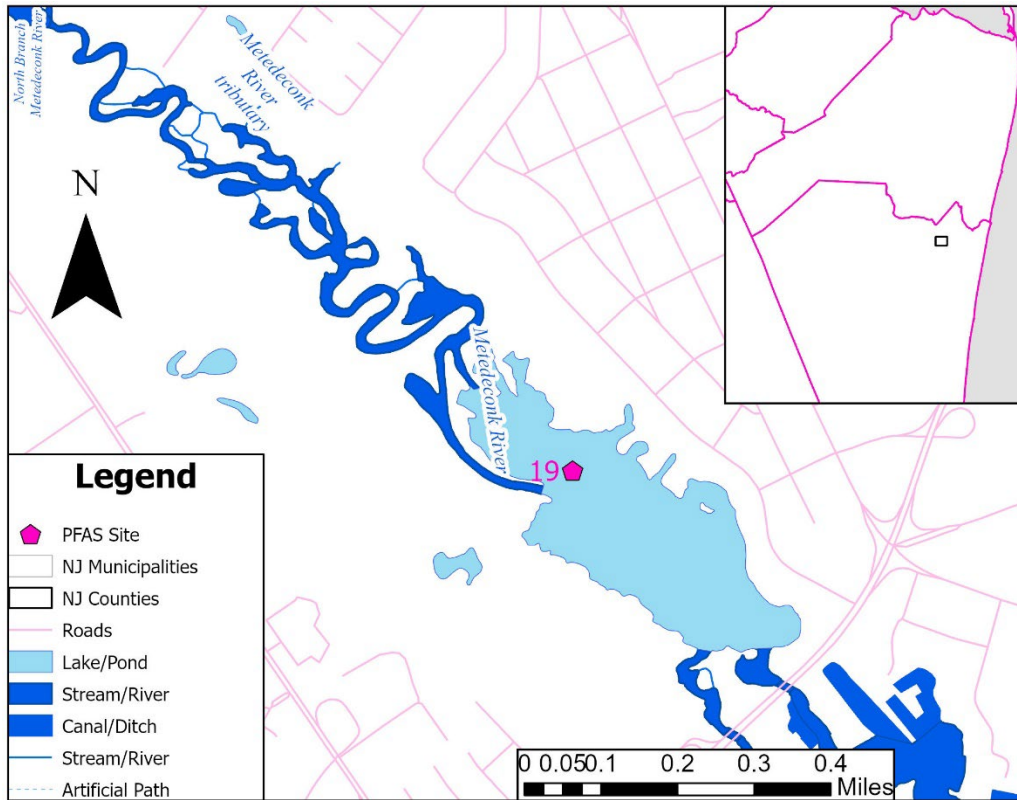 North Branch
Metedeconk River
Metedeconk
River
tributary
N
Metedeconk River
19
Legend
PFAS Site
NJ Municipalities
NJ Counties
Roads
Lake/Pond
Stream/River
Canal/Ditch
Stream/River
Artificial Path
0 0.050.1 0.2 0.3 0.4
Miles